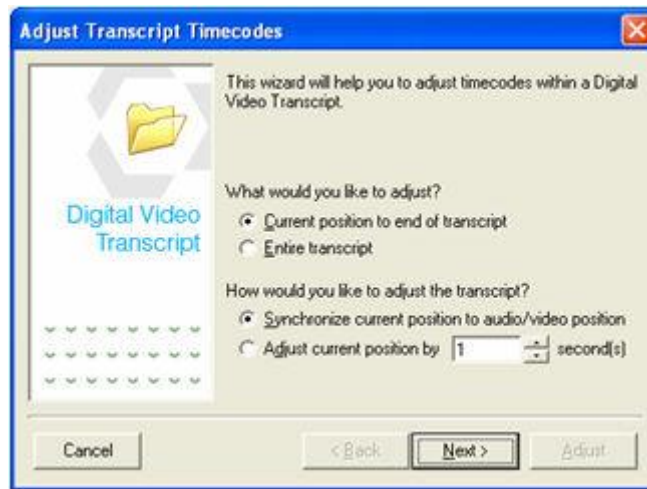 Adjust Transcript Timecodes
This wizard will help you to adjust timecodes within a Digital
Video Transcript.
What would you like to adjust?
Current position to end of transcript
Entire transcript
Digital Video
Transcript
How would you like to adjust the transcript?
Synchronize current position to audio/video position
Adjust current position by 1 second(s)
Cancel < Back Next > Adjust